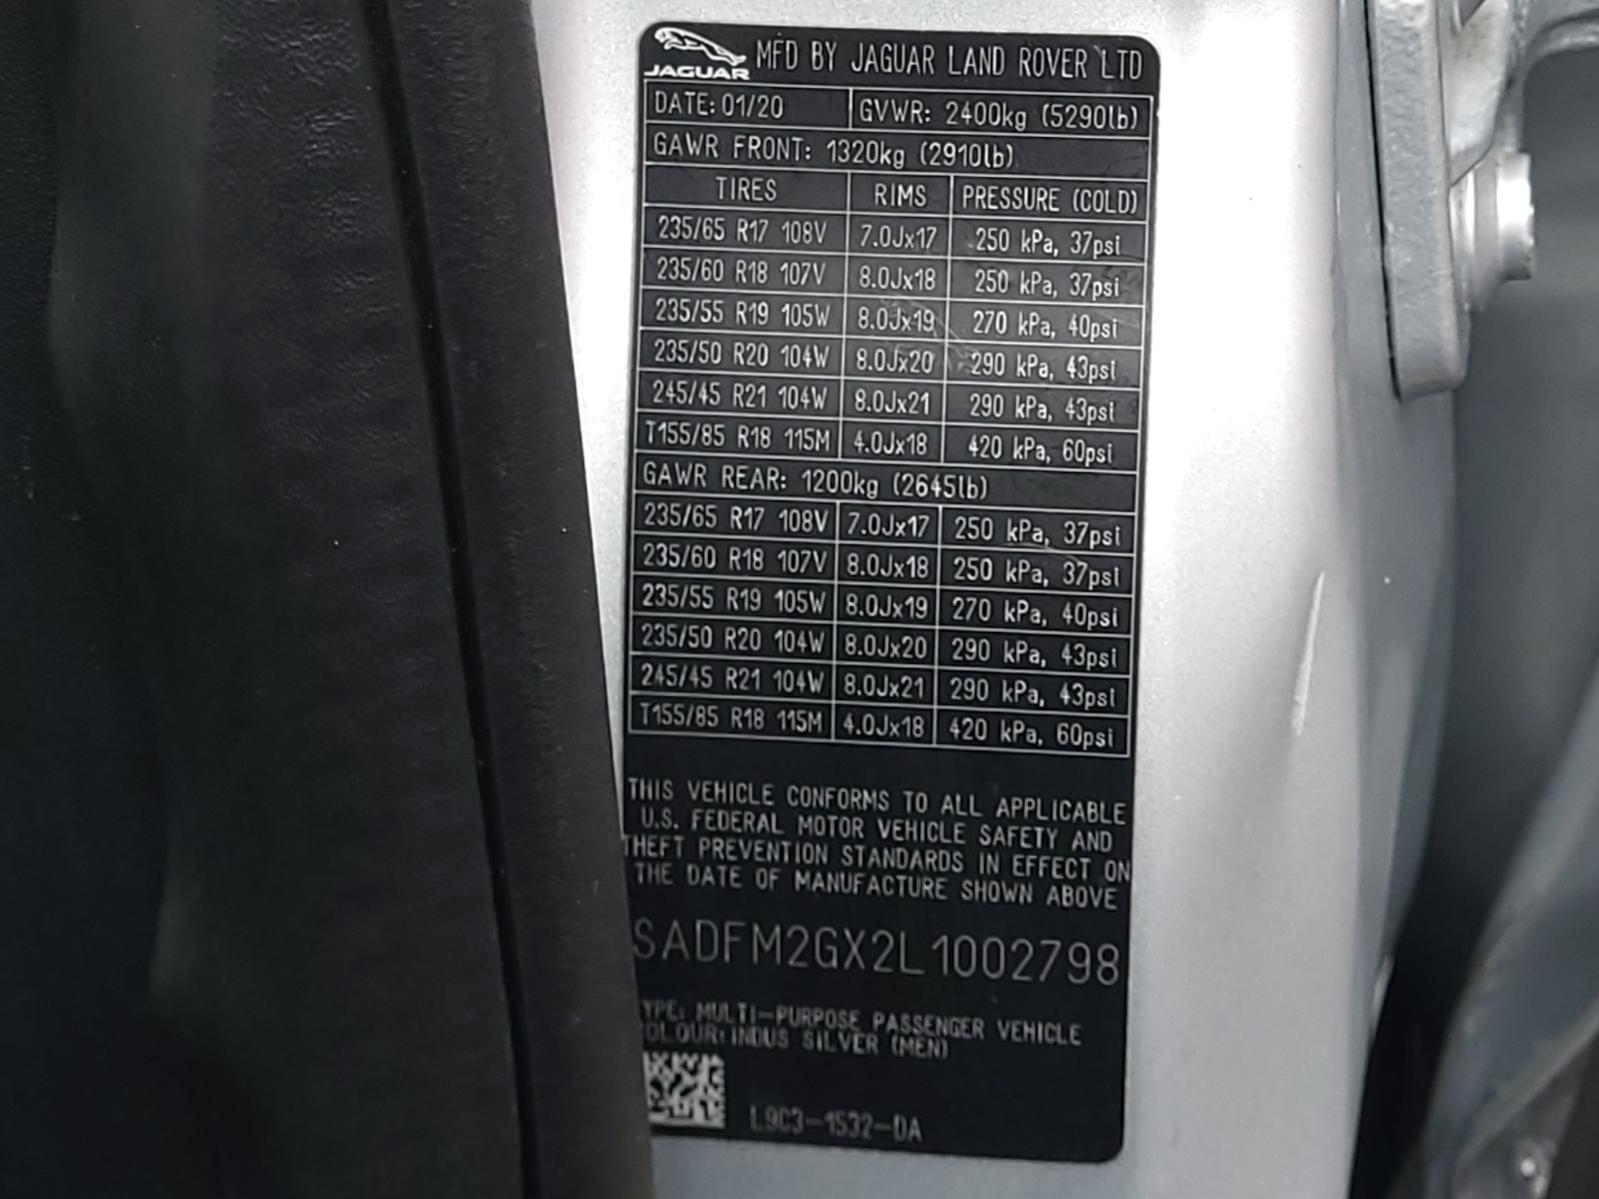 JAGUAR MFD BY JAGUAR LAND ROVER LTD
DATE: 01/20 GVWR: 2400kg (5290lb)
GAWR FRONT: 1320kg (2910lb)
TIRES RIMS PRESSURE (COLD)
235/65 R17 108V 7.0Jx17 250 kPa, 37psi
235/60 R18 107V 8.0Jx18 250 kPa, 37psi
235/55 R19 105W 8.0Jx19 270 kPa, 40psi
235/50 R20 104W 8.0Jx20 290 kPa, 43psi
245/45 R21 104W 8.0Jx21 290 kPa, 43psi
T155/85 R18 115M 4.0Jx18 420 kPa, 60psi
GAWR REAR: 1200kg (2645lb)
235/65 R17 108V 7.0Jx17 250 kPa, 37psi
235/60 R18 107V 8.0Jx18 250 kPa, 37psi
235/55 R19 105W 8.0Jx19 270 kPa, 40psi
235/50 R20 104W 8.0Jx20 290 kPa, 43psi
245/45 R21 104W 8.0Jx21 290 kPa, 43psi
T155/85 R18 115M 4.0Jx18 420 kPa, 60psi
THIS VEHICLE CONFORMS TO ALL APPLICABLE
U.S. FEDERAL MOTOR VEHICLE SAFETY AND
THEFT PREVENTION STANDARDS IN EFFECT ON
THE DATE OF MANUFACTURE SHOWN ABOVE
SADFM2GX2L1002798
TYPE: MULTI-PURPOSE PASSENGER VEHICLE
COLOUR: INDUS SILVER (MEN)
L9C3-1532-DA